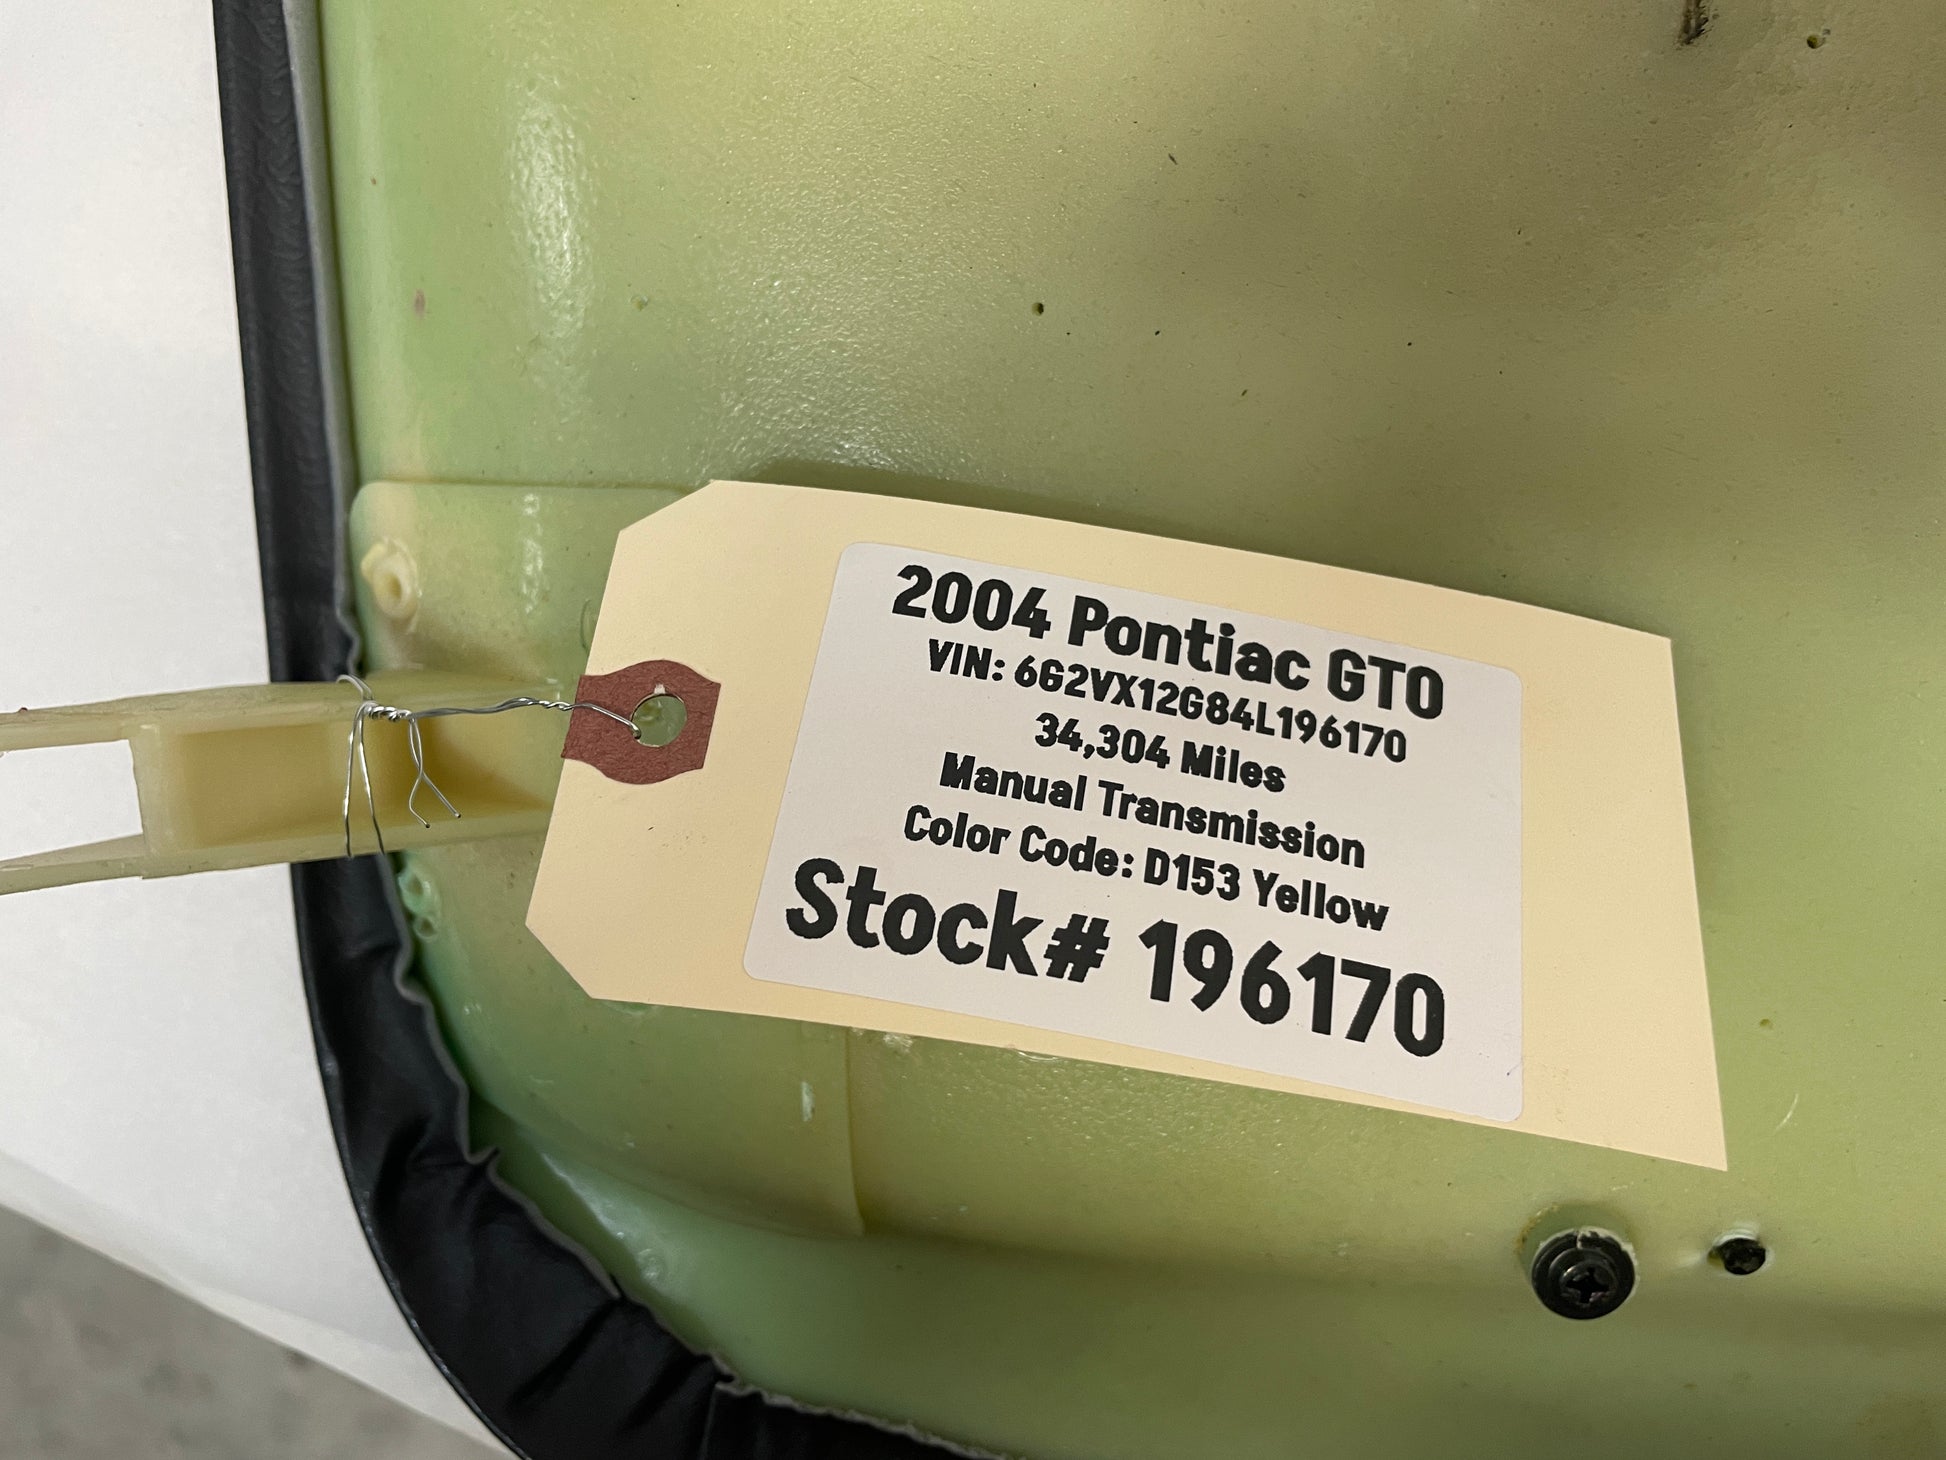 2004 Pontiac GTO
VIN: 6G2VX12G84L196170
34,304 Miles
Manual Transmission
Color Code: D153 Yellow
Stock# 196170